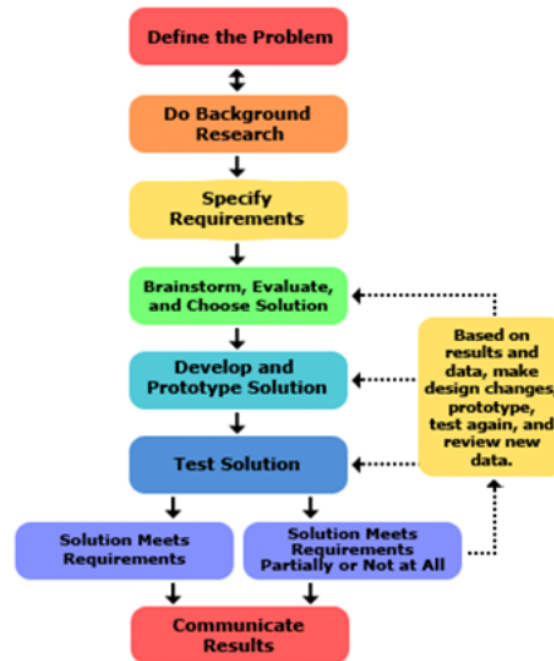 Define the Problem
Do Background
Research
Specify
Requirements
Brainstorm, Evaluate,
and Choose Solution
Based on
results and
data, make
design changes,
prototype,
test again, and
review new
data.
Develop and
Prototype Solution
Test Solution
Solution Meets
Requirements
Solution Meets
Requirements
Partially or Not at All
Communicate
Results